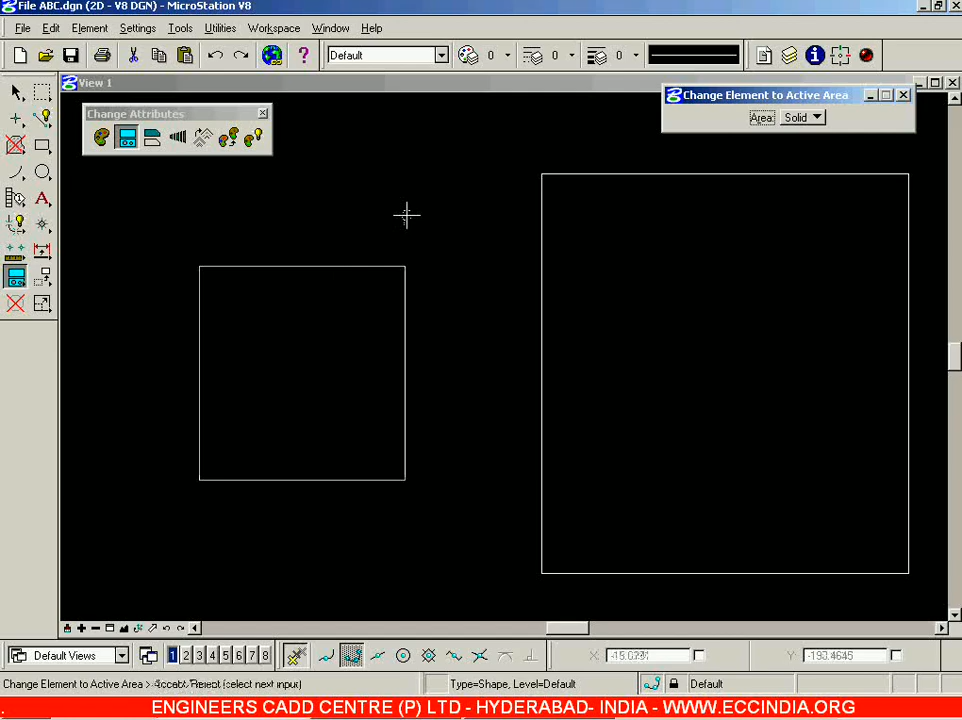 File ABC.dgn (2D - V8 DGN) - MicroStation V8
File Edit Element Settings Tools Utilities Workspace Window Help
Default 0 0 0
View 1
Change Attributes
Change Element to Active Area
Area: Solid
Default Views 1 2 3 4 5 6 7 8 X: Y: -193.4645
Change Element to Active Area > Accept/Reject (select next input) Type=Shape, Level=Default Default
ENGINEERS CADD CENTRE (P) LTD - HYDERABAD- INDIA - WWW.ECCINDIA.ORG